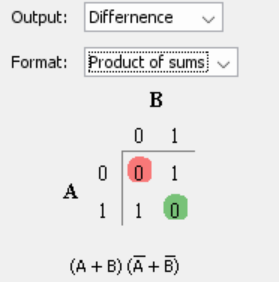 Output: Differnence
Format: Product of sums
B
0 1
0 0 1
A
1 1 0
(A + B) (A̅ + B̅)